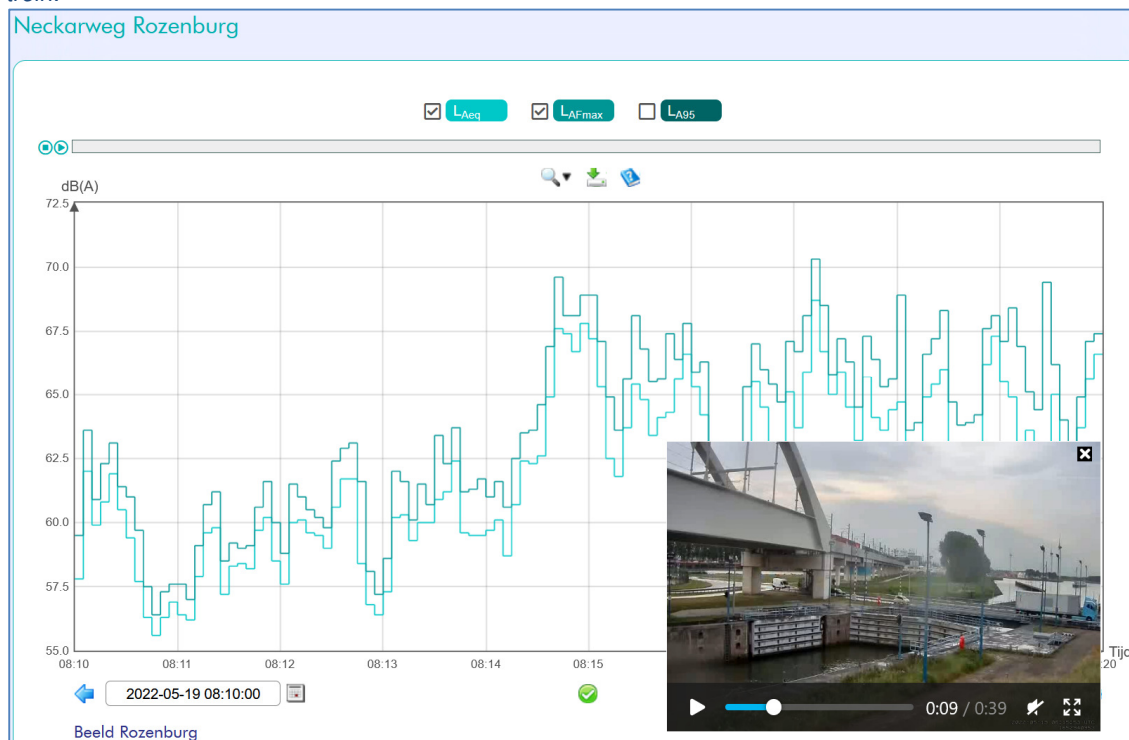 trein.
Neckarweg Rozenburg
LAeq LAFmax LA95
dB(A)
72.5
70.0
67.5
65.0
62.5
60.0
57.5
55.0
08:10 08:11 08:12 08:13 08:14 08:15 20
Tijd
2022-05-19 08:10:00
0:09 / 0:39
Beeld Rozenburg